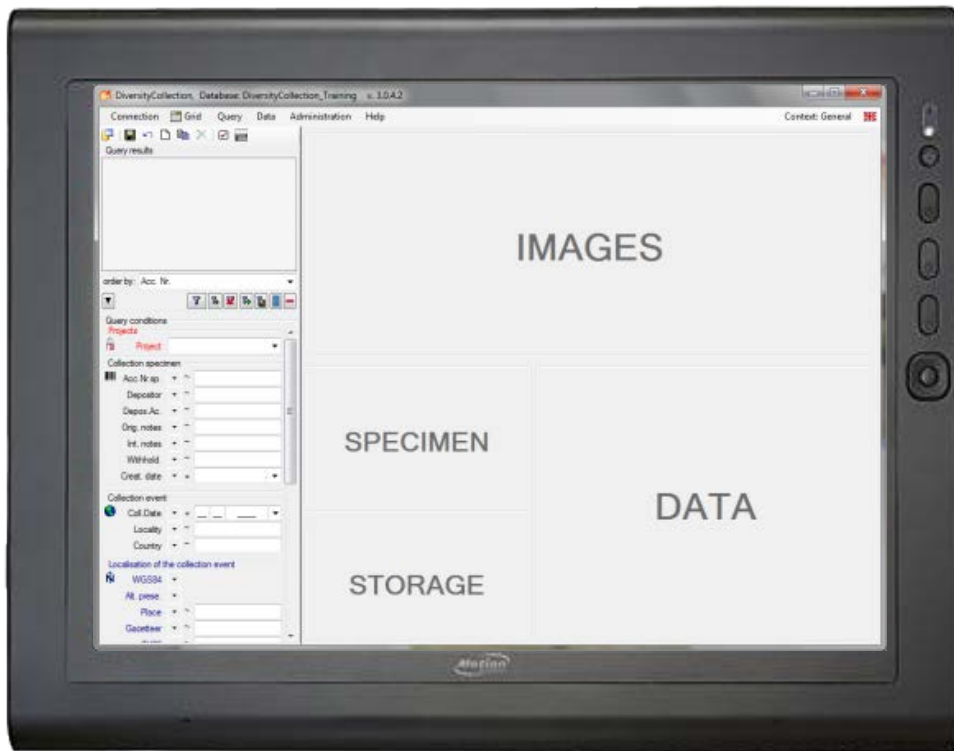 DiversityCollection, Database: DiversityCollection_Training v. 3.0.4.2
Connection Grid Query Data Administration Help Context: General
Query results
order by: Acc. Nr.
Query conditions
Projects
Project
Collection specimen
Acc.Nr.sp. ~
Depositor ~
Depos.Ac. ~
Orig. notes ~
Int. notes ~
Withhold. ~
Creat. date =
Collection event
Coll.Date = __ __ ____
Locality ~
Country ~
Localisation of the collection event
WGS84
Alt. prese.
Place ~
Gazetteer ~
IMAGES
SPECIMEN
STORAGE
DATA
Motion